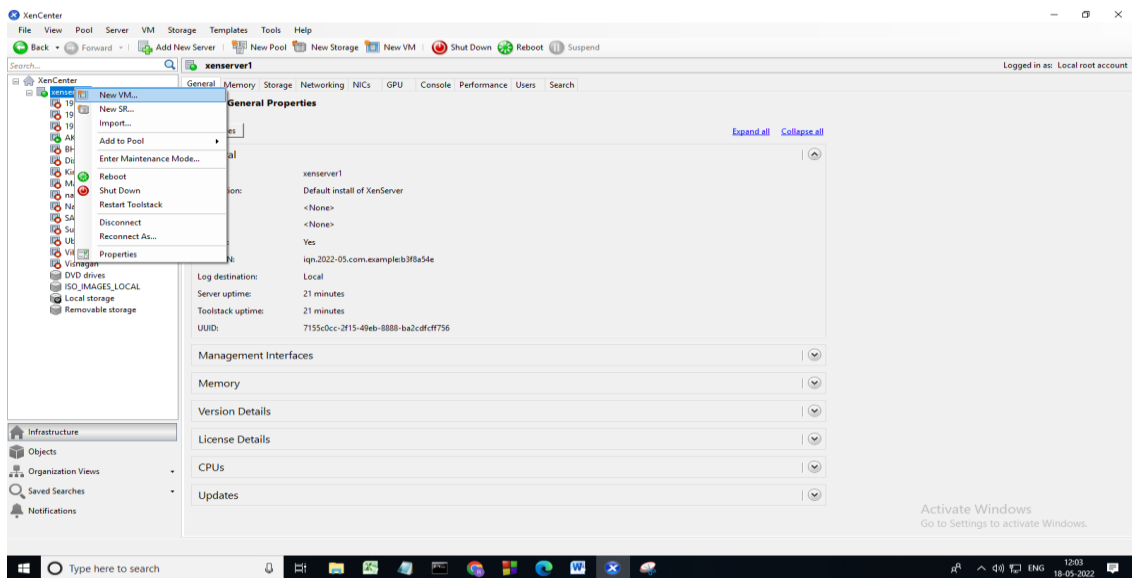 XenCenter
File View Pool Server VM Storage Templates Tools Help
Back Forward Add New Server New Pool New Storage New VM Shut Down Reboot Suspend
Search... xenserver1 Logged in as: Local root account
XenCenter
General Memory Storage Networking NICs GPU Console Performance Users Search
New VM...
New SR...
Import...
Add to Pool
Enter Maintenance Mode...
Reboot
Shut Down
Restart Toolstack
Disconnect
Reconnect As...
Properties
DVD drives
ISO_IMAGES_LOCAL
Local storage
Removable storage
General Properties
Expand all Collapse all
xenserver1
Default install of XenServer
<None>
<None>
Yes
iqn.2022-05.com.example:b3f8a54e
Log destination: Local
Server uptime: 21 minutes
Toolstack uptime: 21 minutes
UUID: 7155c0cc-2f15-49eb-8888-ba2cdfcff756
Management Interfaces
Memory
Version Details
License Details
CPUs
Updates
Infrastructure
Objects
Organization Views
Saved Searches
Notifications
Activate Windows
Go to Settings to activate Windows.
Type here to search
ENG
12:03
18-05-2022